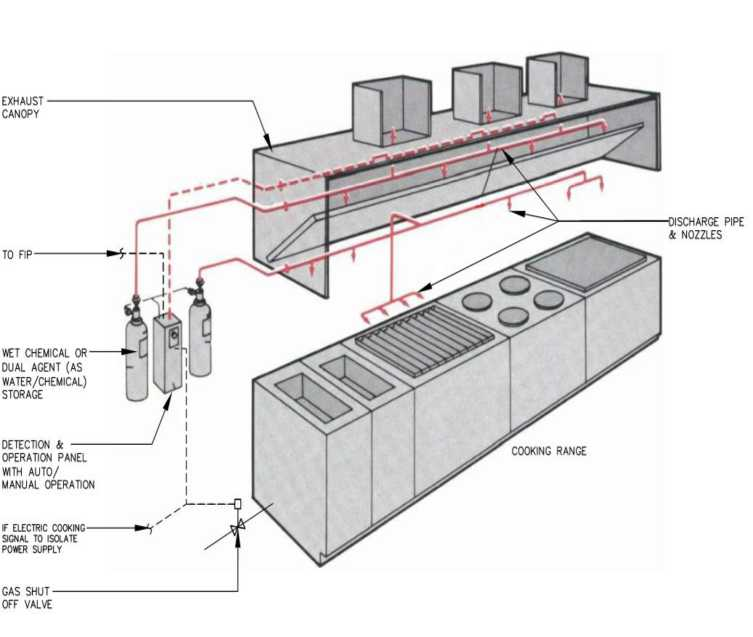 EXHAUST
CANOPY
DISCHARGE PIPE
& NOZZLES
TO FIP
WET CHEMICAL OR
DUAL AGENT (AS
WATER/CHEMICAL)
STORAGE
DETECTION &
OPERATION PANEL
WITH AUTO/
MANUAL OPERATION
COOKING RANGE
IF ELECTRIC COOKING
SIGNAL TO ISOLATE
POWER SUPPLY
GAS SHUT
OFF VALVE